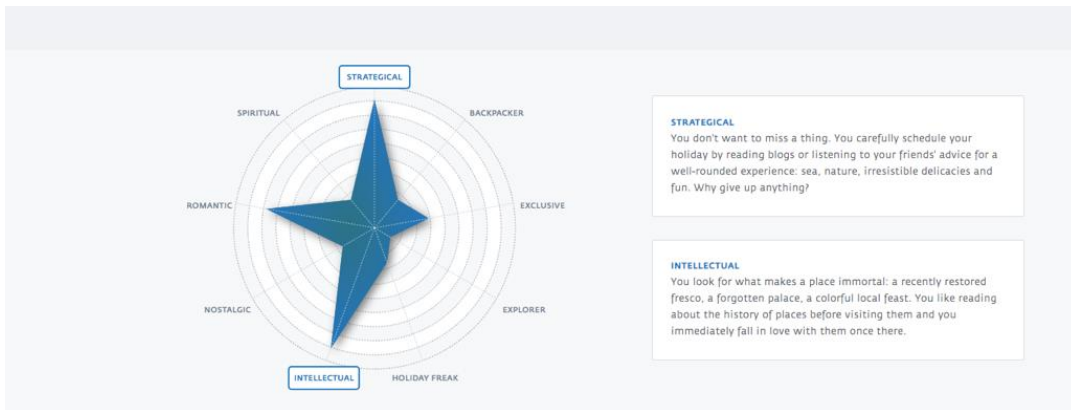 STRATEGICAL
SPIRITUAL
BACKPACKER
ROMANTIC
EXCLUSIVE
NOSTALGIC
EXPLORER
INTELLECTUAL
HOLIDAY FREAK
STRATEGICAL
You don't want to miss a thing. You carefully schedule your
holiday by reading blogs or listening to your friends' advice for a
well-rounded experience: sea, nature, irresistible delicacies and
fun. Why give up anything?
INTELLECTUAL
You look for what makes a place immortal: a recently restored
fresco, a forgotten palace, a colorful local feast. You like reading
about the history of places before visiting them and you
immediately fall in love with them once there.